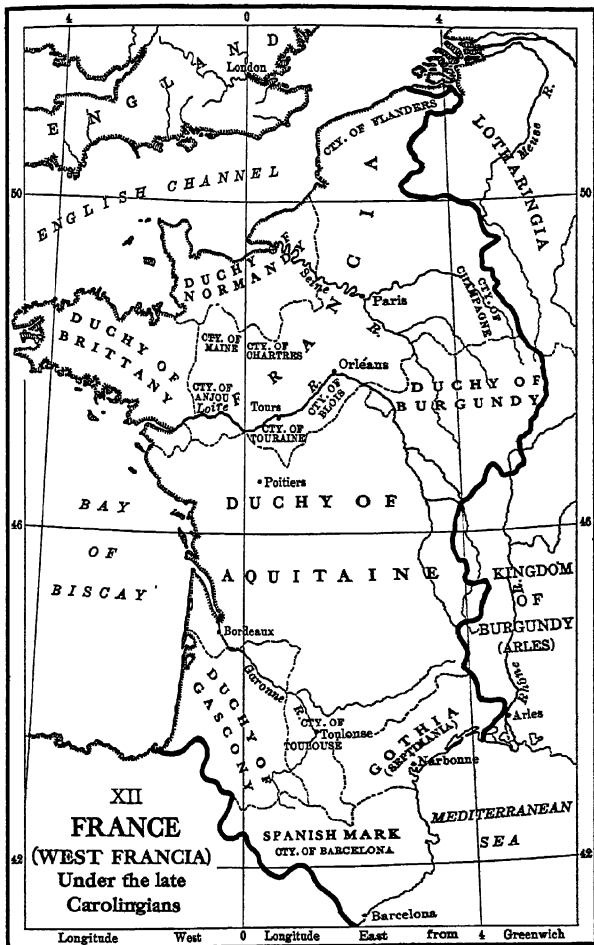 4 0 4
ENGLAND
London
CTY. OF FLANDERS
LOTHARINGIA
Meuse R.
50 50
ENGLISH CHANNEL
FRANCIA
DUCHY OF
NORMANDY
Seine R.
Paris
CTY. OF
CHAMPAGNE
DUCHY OF
BRITTANY
CTY. OF
MAINE
CTY. OF
CHARTRES
Orléans
CTY. OF
ANJOU
Loire R.
Tours
CTY. OF
BLOIS
DUCHY OF
BURGUNDY
CTY. OF
TOURAINE
Poitiers
BAY
OF
BISCAY
DUCHY OF
AQUITAINE
46 46
KINGDOM
OF
BURGUNDY
(ARLES)
Rhône R.
Bordeaux
Garonne R.
DUCHY OF
GASCONY
CTY. OF
TOUBOUSE
Toulonse
GOTHIA
(SEPTIMANIA)
Arles
Narbonne
MEDITERRANEAN
SEA
SPANISH MARK
CTY. OF BARCELONA
42 42
Barcelona
XII
FRANCE
(WEST FRANCIA)
Under the late
Carolingians
Longitude West 0 Longitude East from 4 Greenwich